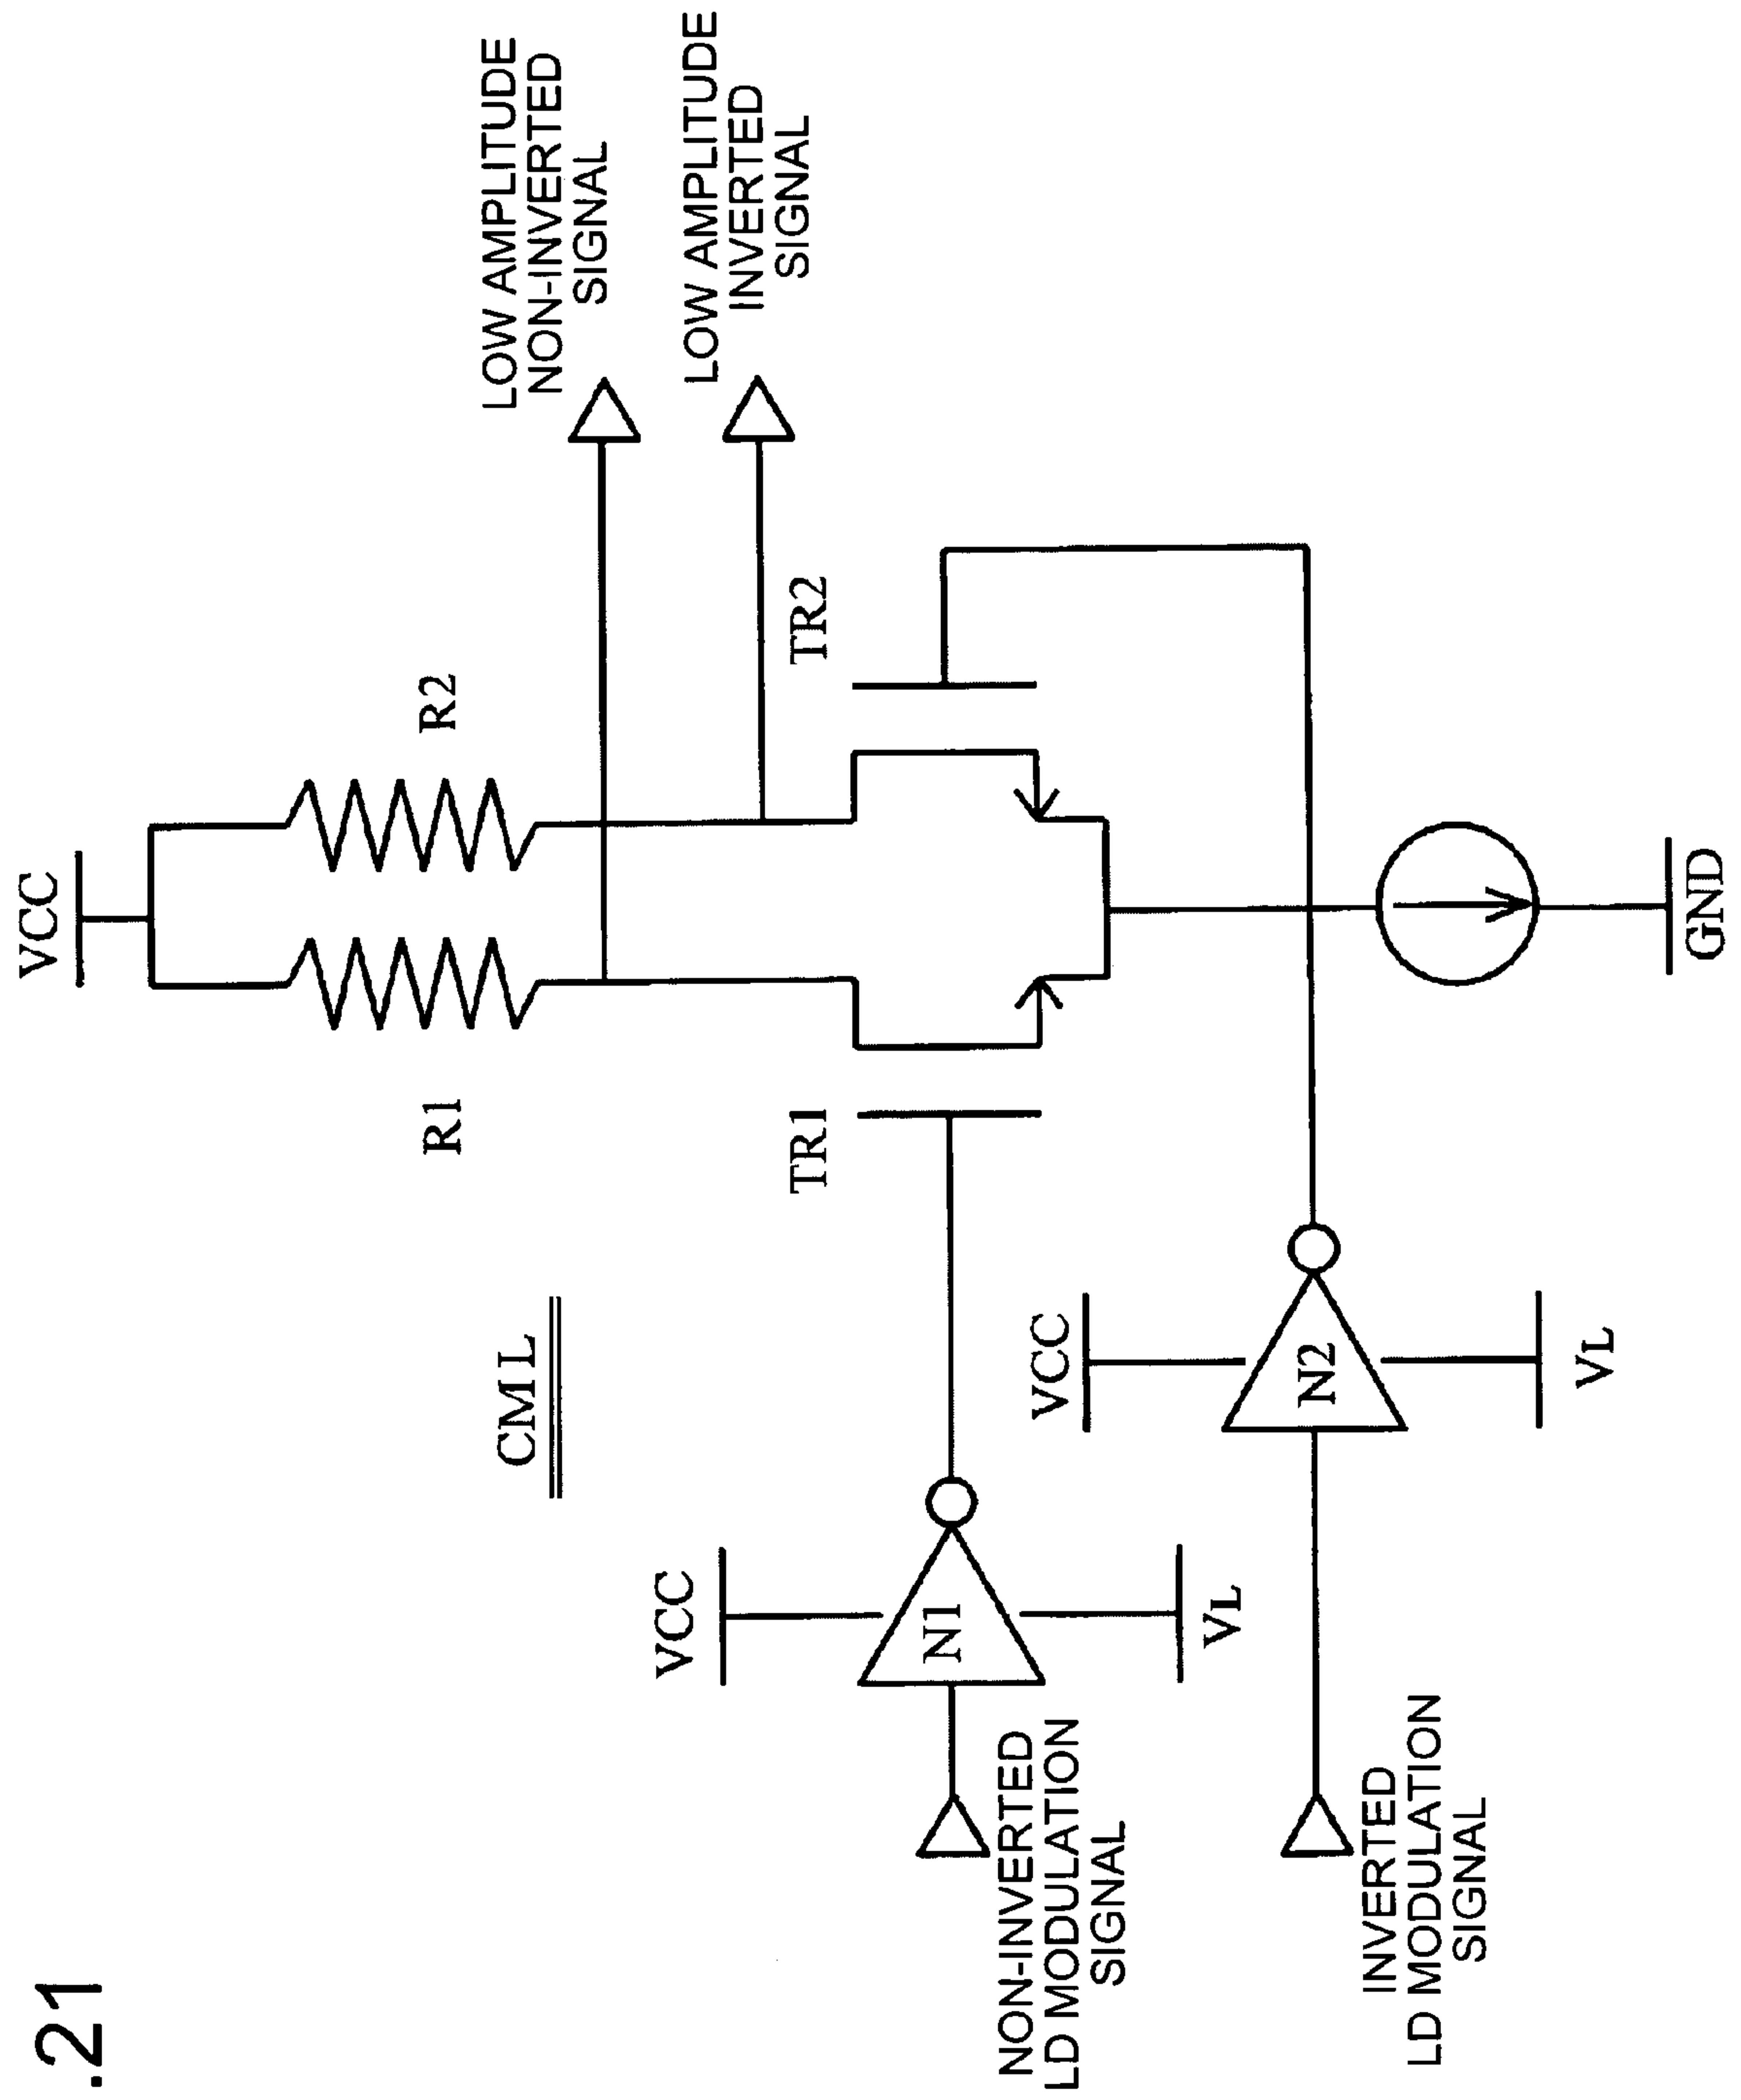 .21
VCC
R1
R2
LOW AMPLITUDE
NON-INVERTED
SIGNAL
LOW AMPLITUDE
INVERTED
SIGNAL
CML
TR1
TR2
VCC
N1
VL
NON-INVERTED
LD MODULATION
SIGNAL
VCC
N2
VL
INVERTED
LD MODULATION
SIGNAL
GND